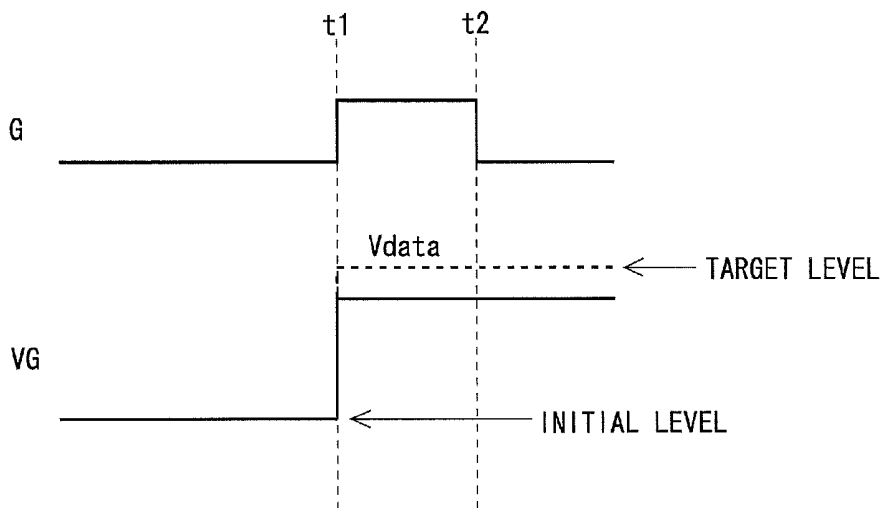 t1 t2
G
Vdata
TARGET LEVEL
VG
INITIAL LEVEL